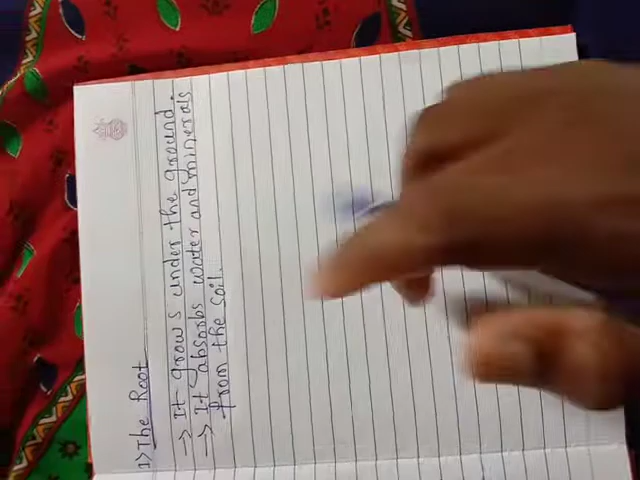 1> The Root
→ It grows under the ground.
→ It absorbs water and minerals
from the soil.